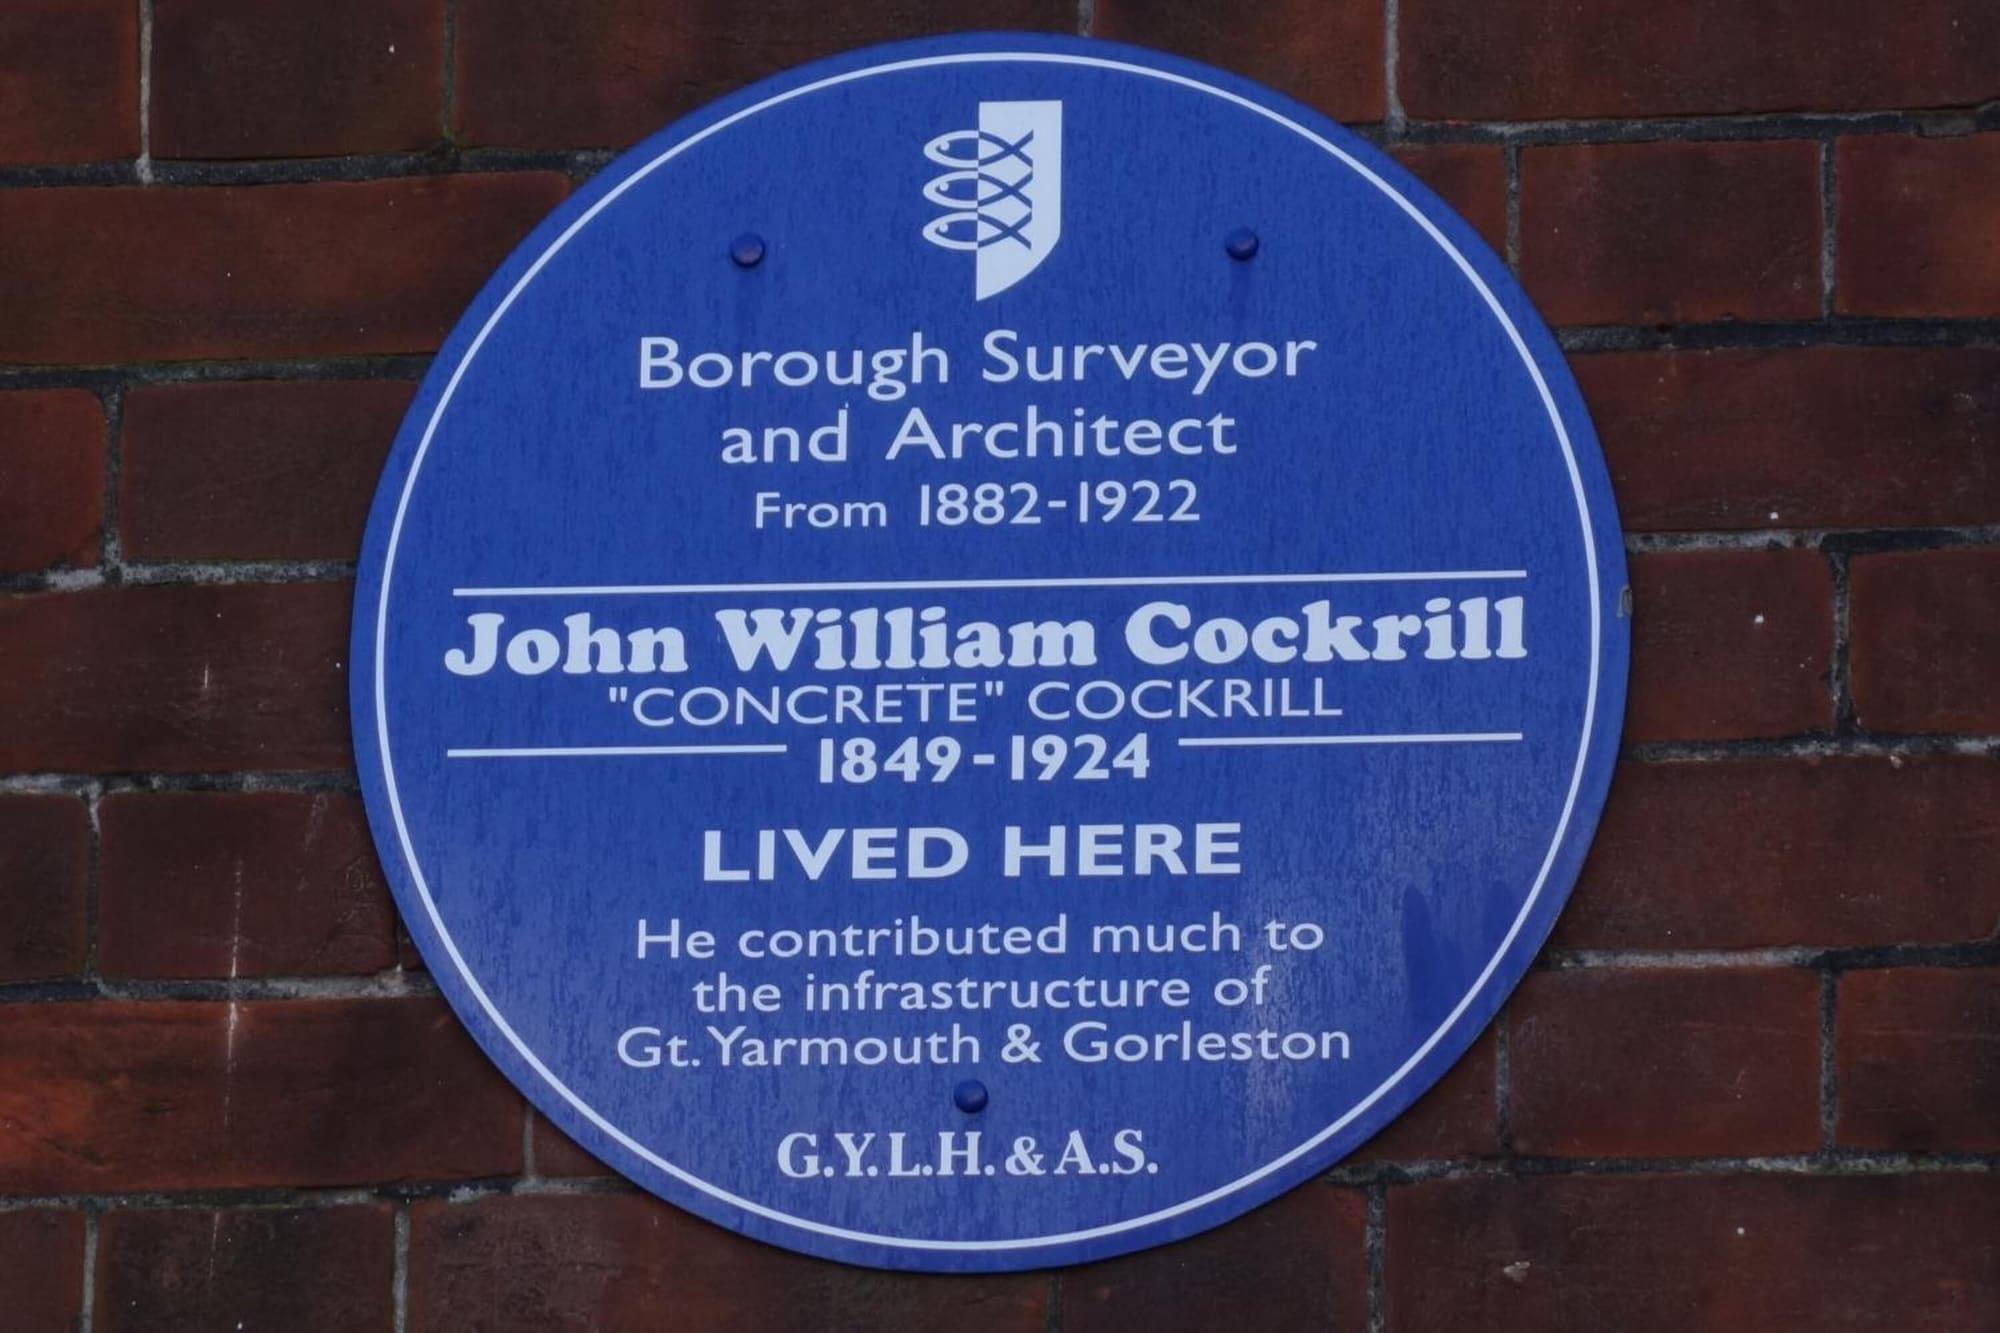 Borough Surveyor
and Architect
From 1882-1922
John William Cockrill
"CONCRETE" COCKRILL
1849-1924
LIVED HERE
He contributed much to
the infrastructure of
Gt. Yarmouth & Gorleston
G.Y.L.H. & A.S.